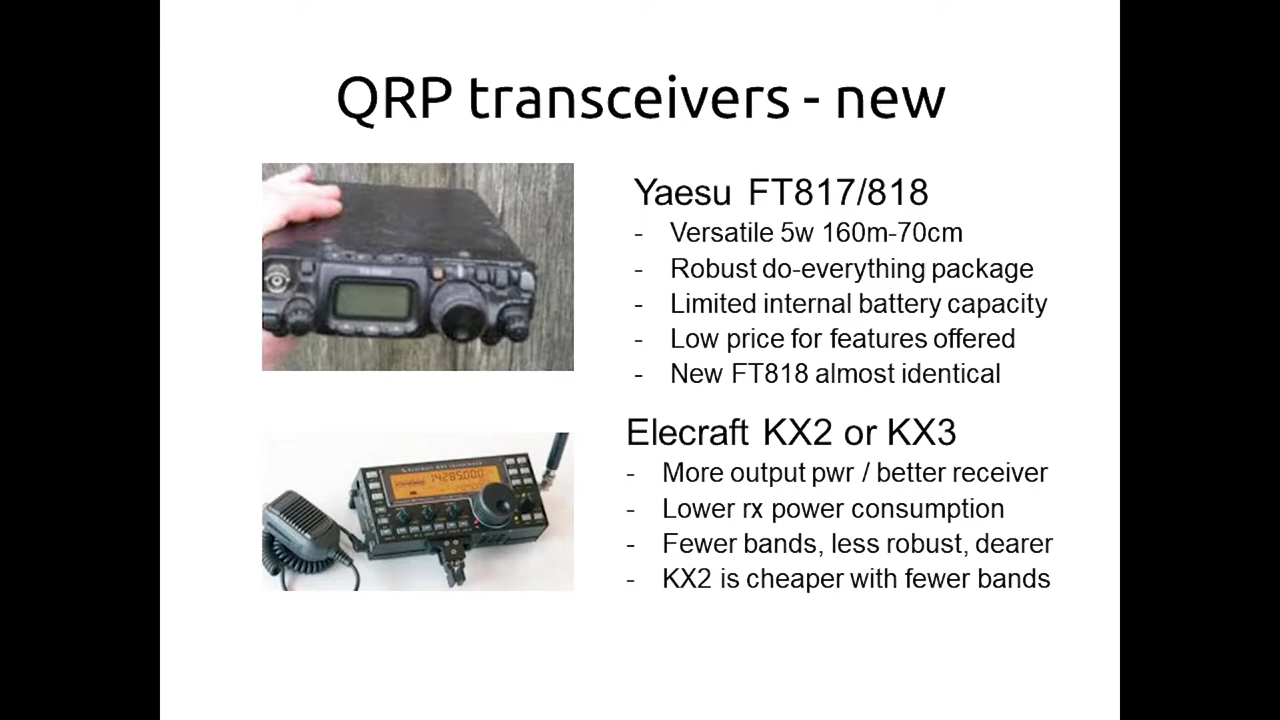 QRP transceivers - new
Yaesu FT817/818
- Versatile 5w 160m-70cm
- Robust do-everything package
- Limited internal battery capacity
- Low price for features offered
- New FT818 almost identical
Elecraft KX2 or KX3
- More output pwr / better receiver
- Lower rx power consumption
- Fewer bands, less robust, dearer
- KX2 is cheaper with fewer bands
14285.00